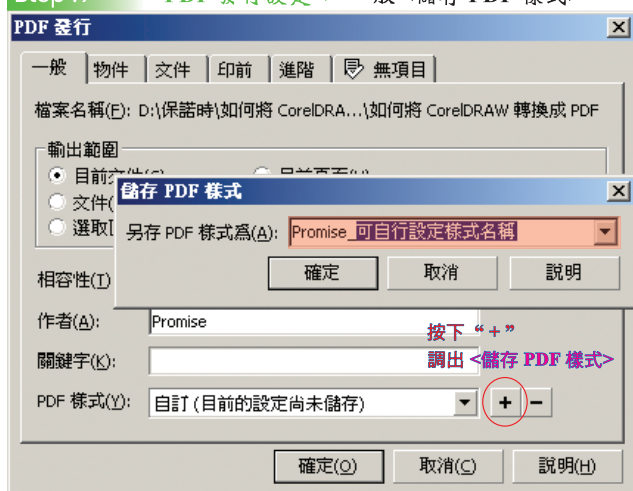 PDF 發行
一般 物件 文件 印前 進階 無項目
檔案名稱(F): D:\保諾時\如何將 CorelDRA...\如何將 CorelDRAW 轉換成 PDF
輸出範圍
目前文件 目前頁面
文件(
選取
儲存 PDF 樣式
另存 PDF 樣式為(A): Promise_可自行設定樣式名稱
確定 取消 說明
相容性(T)
作者(A): Promise
按下“+”
關鍵字(K): 調出 <儲存 PDF 樣式>
PDF 樣式(Y): 自訂 (目前的設定尚未儲存) + −
確定(O) 取消(C) 說明(H)